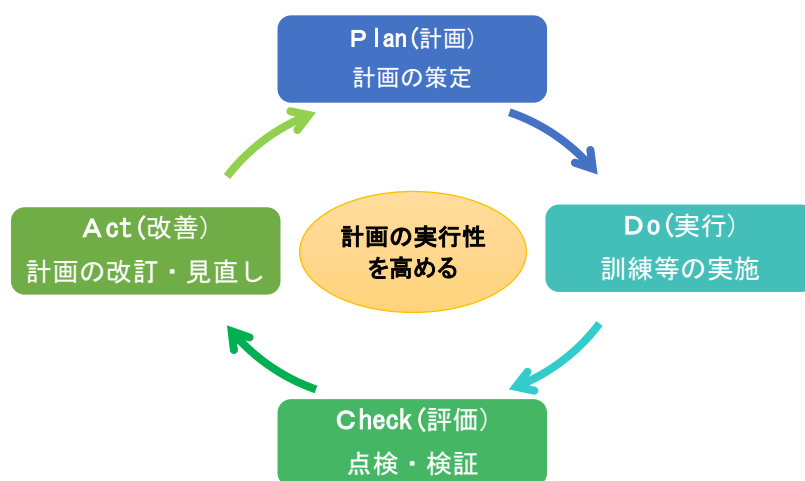 Plan(計画)
計画の策定
Act(改善)
計画の改訂・見直し
計画の実行性
を高める
Do(実行)
訓練等の実施
Check(評価)
点検・検証